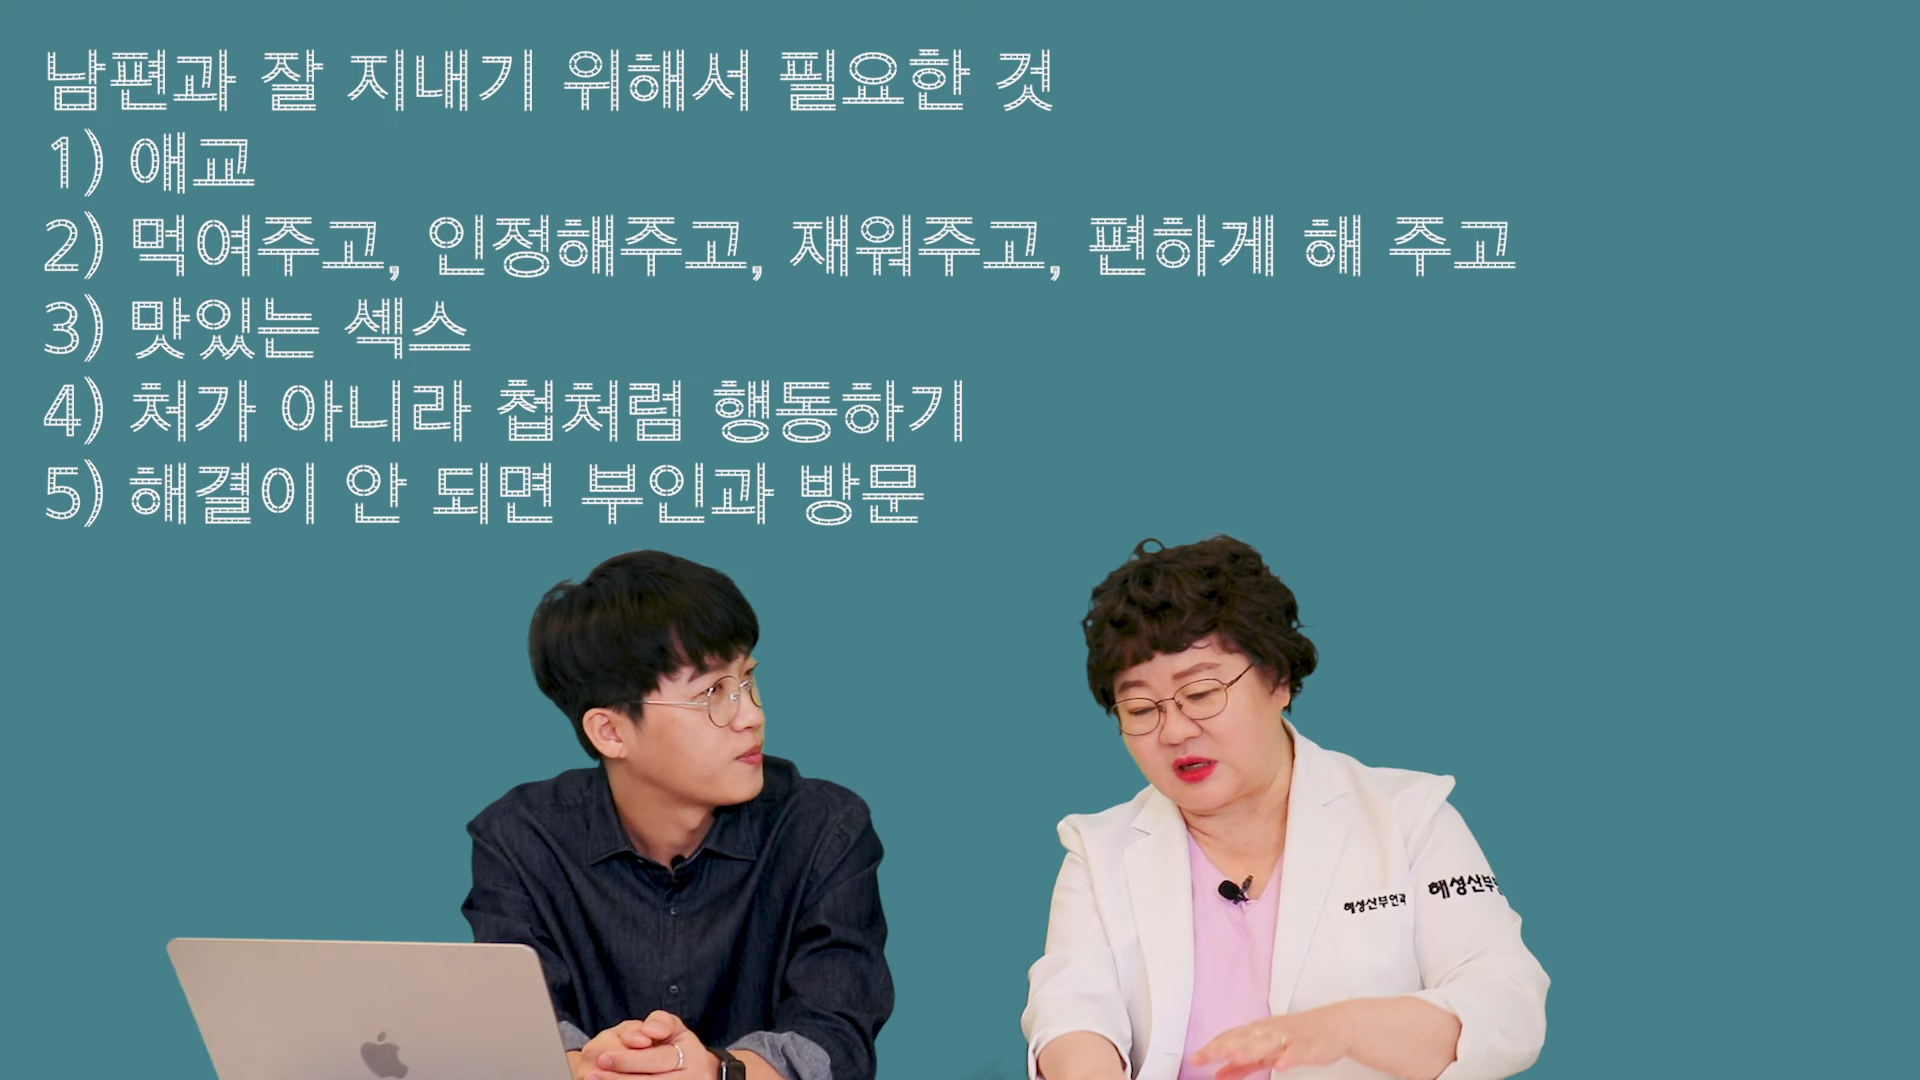 남편과 잘 지내기 위해서 필요한 것
1) 애교
2) 먹여주고, 인정해주고, 재워주고, 편하게 해 주고
3) 맛있는 섹스
4) 처가 아니라 첩처럼 행동하기
5) 해결이 안 되면 부인과 방문
해성산부인과
해성산부